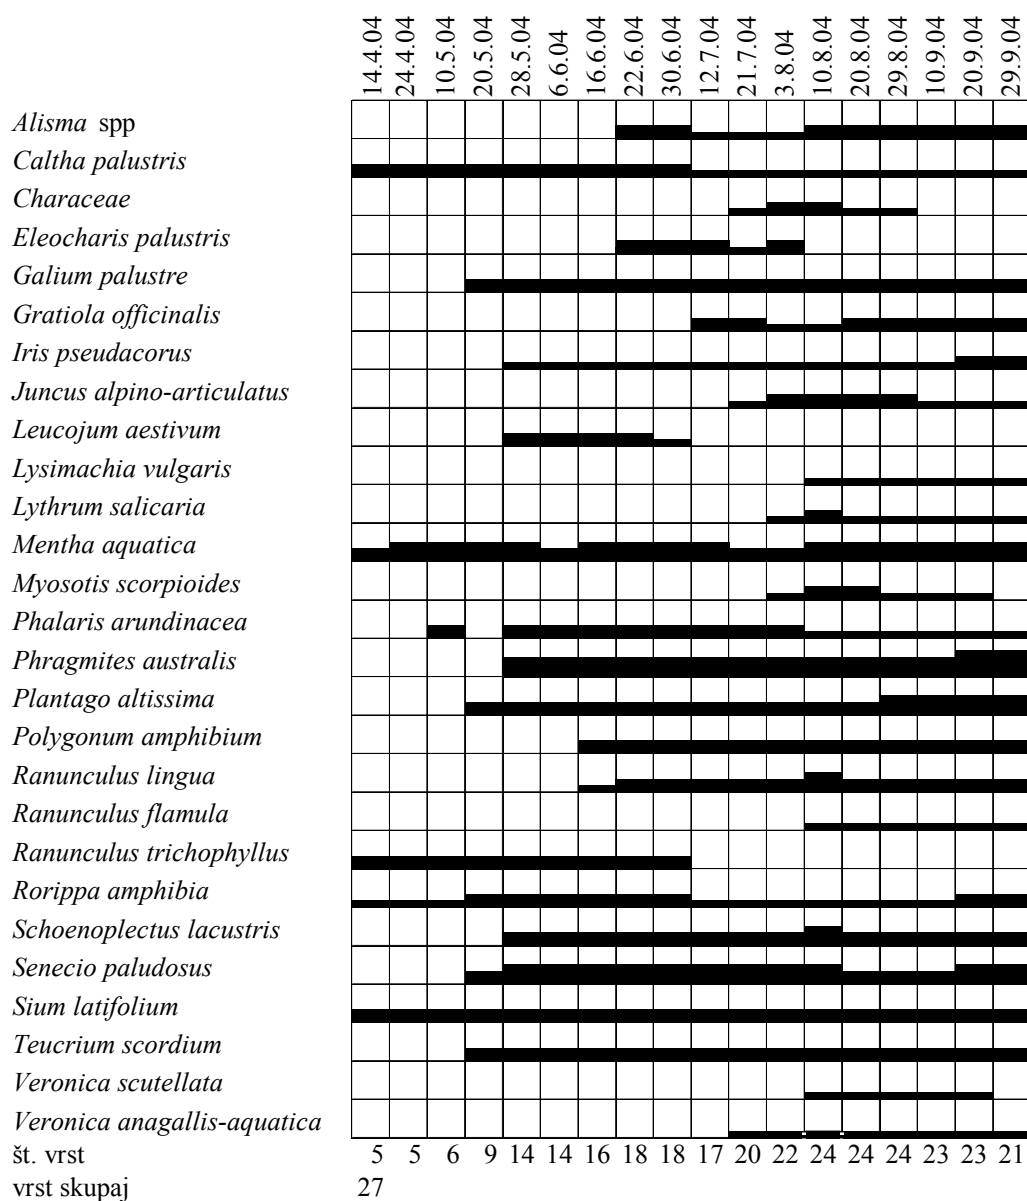 14.4.04 24.4.04 10.5.04 20.5.04 28.5.04 6.6.04 16.6.04 22.6.04 30.6.04 12.7.04 21.7.04 3.8.04 10.8.04 20.8.04 29.8.04 10.9.04 20.9.04 29.9.04
Alisma spp
Caltha palustris
Characeae
Eleocharis palustris
Galium palustre
Gratiola officinalis
Iris pseudacorus
Juncus alpino-articulatus
Leucojum aestivum
Lysimachia vulgaris
Lythrum salicaria
Mentha aquatica
Myosotis scorpioides
Phalaris arundinacea
Phragmites australis
Plantago altissima
Polygonum amphibium
Ranunculus lingua
Ranunculus flamula
Ranunculus trichophyllus
Rorippa amphibia
Schoenoplectus lacustris
Senecio paludosus
Sium latifolium
Teucrium scordium
Veronica scutellata
Veronica anagallis-aquatica
št. vrst 5 5 6 9 14 14 16 18 18 17 20 22 24 24 24 23 23 21
vrst skupaj 27